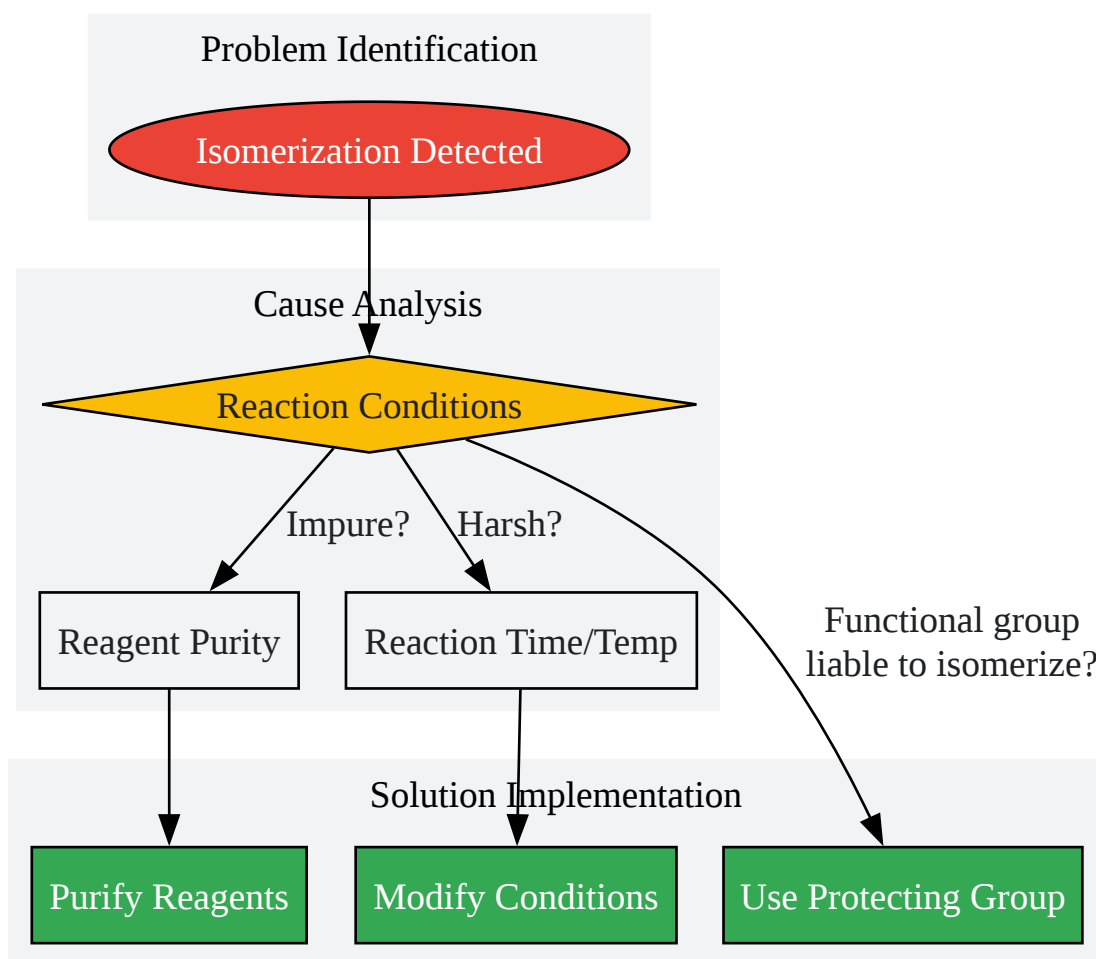 Problem Identification
Isomerization Detected
Cause Analysis
Reaction Conditions
Impure?
Harsh?
Functional group
liable to isomerize?
Reagent Purity
Reaction Time/Temp
Solution Implementation
Purify Reagents
Modify Conditions
Use Protecting Group